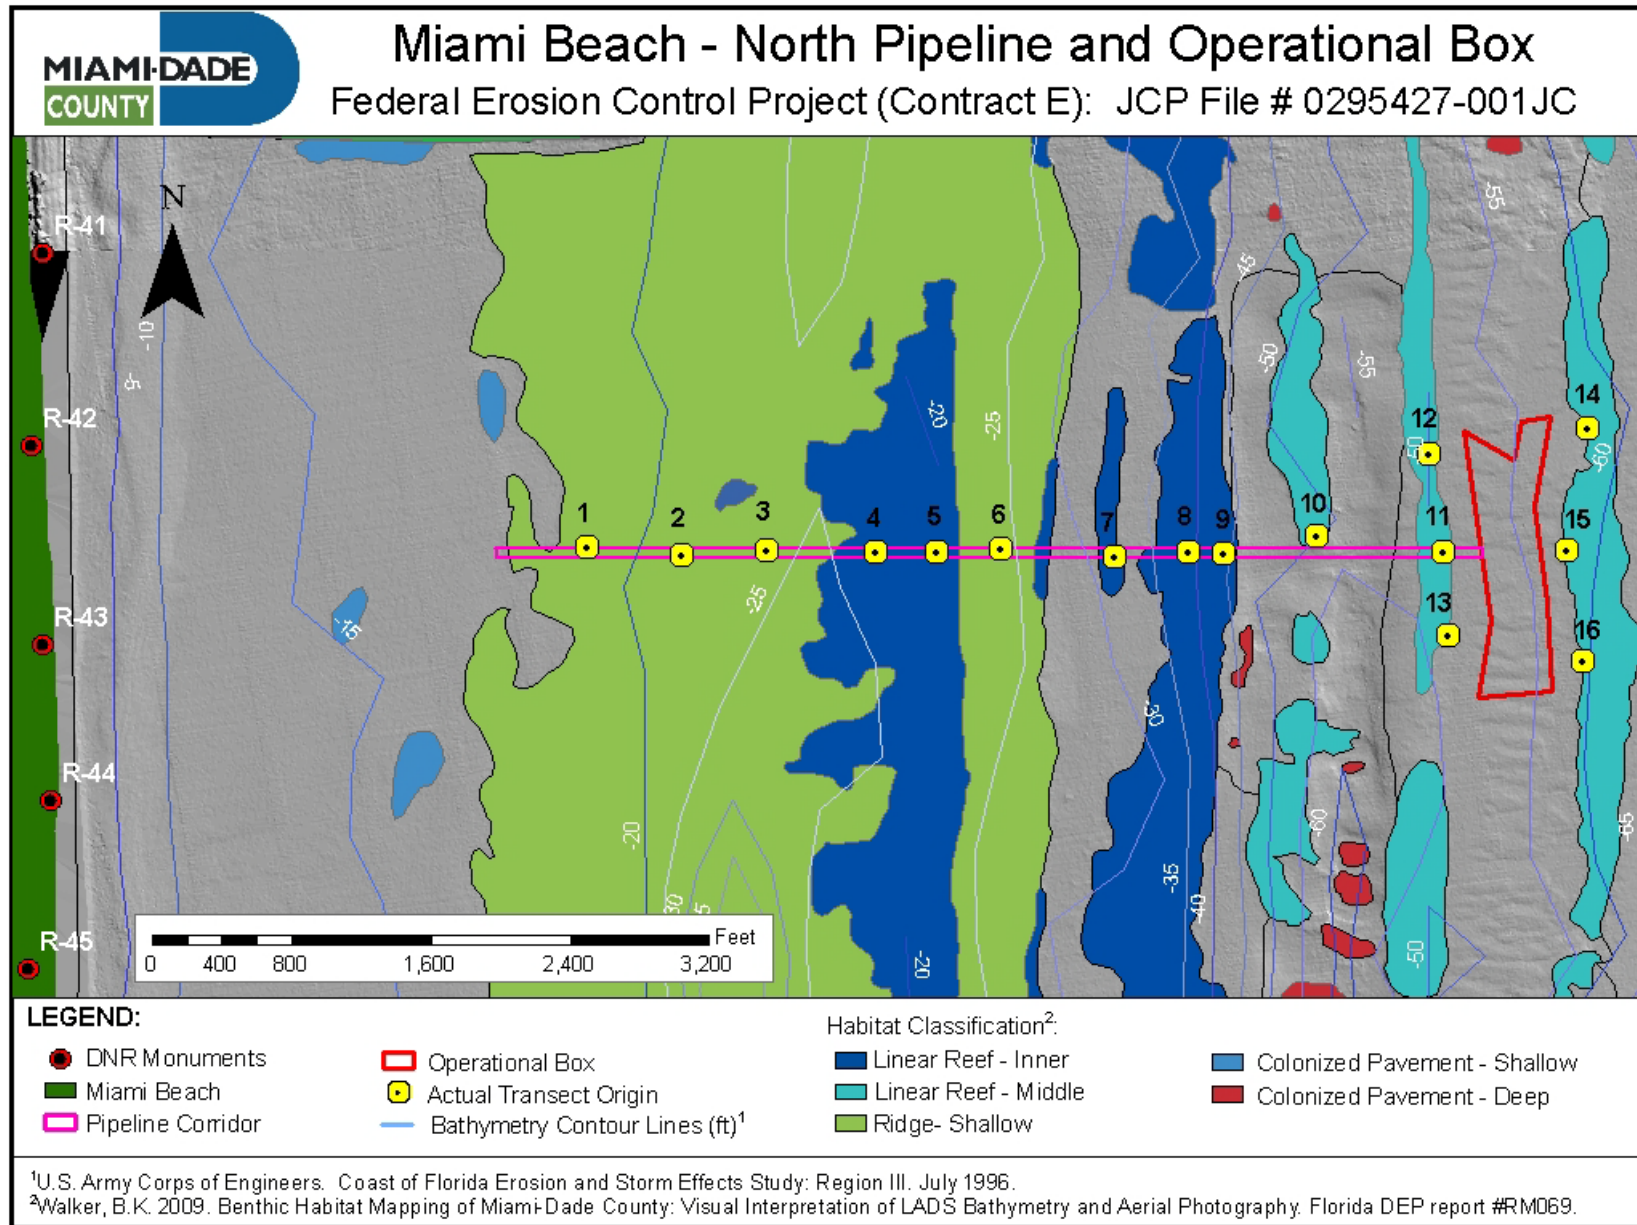 MIAMI-DADE
COUNTY
Miami Beach - North Pipeline and Operational Box
Federal Erosion Control Project (Contract E): JCP File # 0295427-001JC
N
R-41
R-42
R-43
R-44
R-45
-10
-5
-15
-20
-25
30
5
-20
-25
-20
-30
-35
-40
-45
-50
-55
-60
-50
-55
-50
-60
-65
1
2
3
4
5
6
7
8
9
10
11
12
13
14
15
16
Feet
0 400 800 1,600 2,400 3,200
LEGEND:
DNR Monuments
Miami Beach
Pipeline Corridor
Operational Box
Actual Transect Origin
Bathymetry Contour Lines (ft)1
Habitat Classification2:
Linear Reef - Inner
Linear Reef - Middle
Ridge- Shallow
Colonized Pavement - Shallow
Colonized Pavement - Deep
1U.S. Army Corps of Engineers. Coast of Florida Erosion and Storm Effects Study: Region III. July 1996.
2Walker, B.K. 2009. Benthic Habitat Mapping of Miami-Dade County: Visual Interpretation of LADS Bathymetry and Aerial Photography. Florida DEP report #RM069.